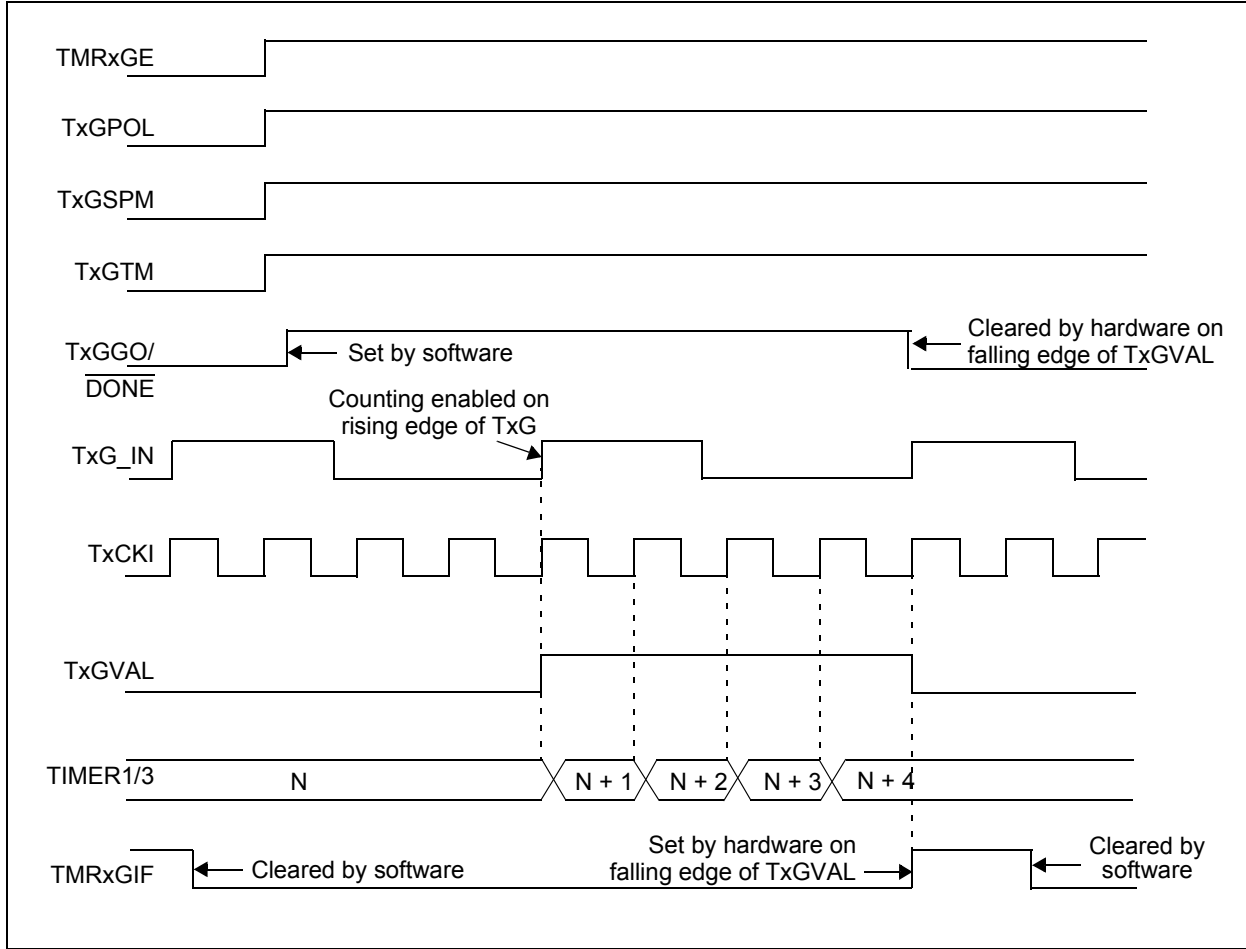 TMRxGE
TxGPOL
TxGSPM
TxGTM
TxGGO/
DONE
Set by software
Cleared by hardware on
falling edge of TxGVAL
Counting enabled on
rising edge of TxG
TxG_IN
TxCKI
TxGVAL
TIMER1/3
N
N + 1
N + 2
N + 3
N + 4
TMRxGIF
Cleared by software
Set by hardware on
falling edge of TxGVAL
Cleared by
software